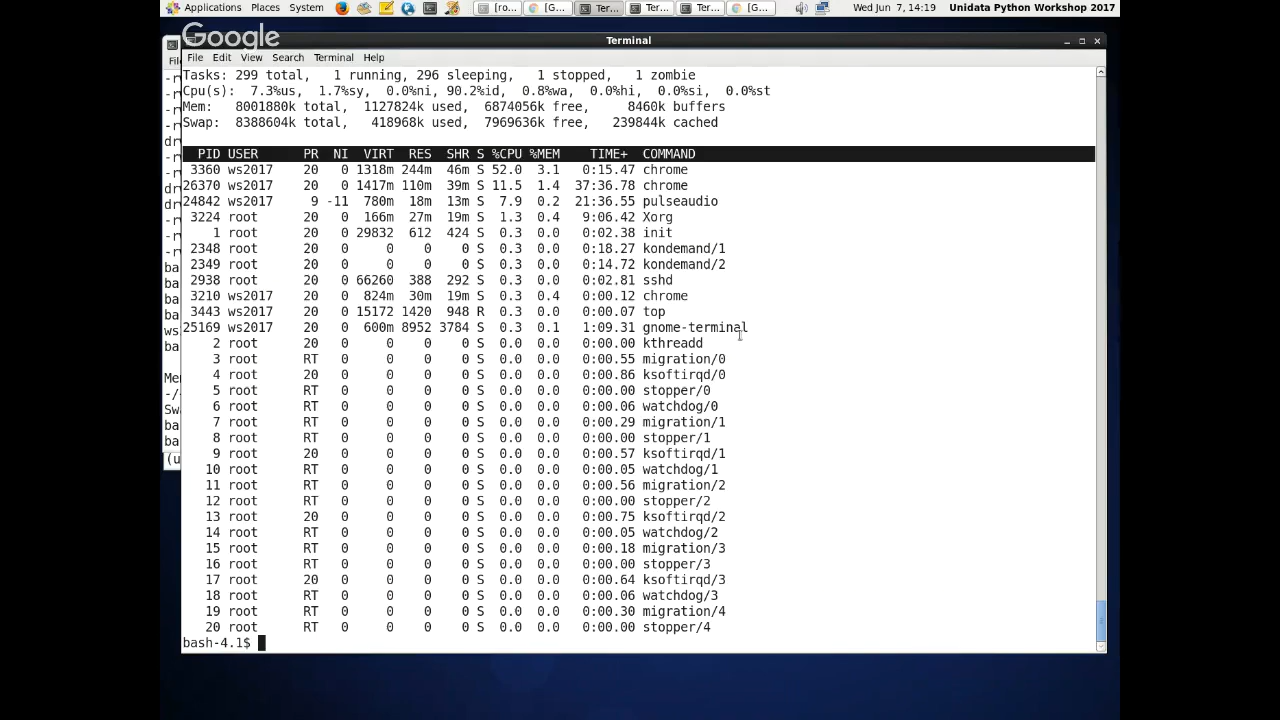 Applications Places System [ro... [G... Ter... Ter... Ter... [G... Wed Jun 7, 14:19 Unidata Python Workshop 2017
Google
Terminal
File Edit View Search Terminal Help
Tasks: 299 total, 1 running, 296 sleeping, 1 stopped, 1 zombie
Cpu(s): 7.3%us, 1.7%sy, 0.0%ni, 90.2%id, 0.8%wa, 0.0%hi, 0.0%si, 0.0%st
Mem: 8001880k total, 1127824k used, 6874056k free, 8460k buffers
Swap: 8388604k total, 418968k used, 7969636k free, 239844k cached
PID USER PR NI VIRT RES SHR S %CPU %MEM TIME+ COMMAND
3360 ws2017 20 0 1318m 244m 46m S 52.0 3.1 0:15.47 chrome
26370 ws2017 20 0 1417m 110m 39m S 11.5 1.4 37:36.78 chrome
24842 ws2017 9 -11 780m 18m 13m S 7.9 0.2 21:36.55 pulseaudio
3224 root 20 0 166m 27m 19m S 1.3 0.4 9:06.42 Xorg
1 root 20 0 29832 612 424 S 0.3 0.0 0:02.38 init
2348 root 20 0 0 0 0 S 0.3 0.0 0:18.27 kondemand/1
2349 root 20 0 0 0 0 S 0.3 0.0 0:14.72 kondemand/2
2938 root 20 0 66260 388 292 S 0.3 0.0 0:02.81 sshd
3210 ws2017 20 0 824m 30m 19m S 0.3 0.4 0:00.12 chrome
3443 ws2017 20 0 15172 1420 948 R 0.3 0.0 0:00.07 top
25169 ws2017 20 0 600m 8952 3784 S 0.3 0.1 1:09.31 gnome-terminal
2 root 20 0 0 0 0 S 0.0 0.0 0:00.00 kthreadd
3 root RT 0 0 0 0 S 0.0 0.0 0:00.55 migration/0
4 root 20 0 0 0 0 S 0.0 0.0 0:00.86 ksoftirqd/0
5 root RT 0 0 0 0 S 0.0 0.0 0:00.00 stopper/0
6 root RT 0 0 0 0 S 0.0 0.0 0:00.06 watchdog/0
7 root RT 0 0 0 0 S 0.0 0.0 0:00.29 migration/1
8 root RT 0 0 0 0 S 0.0 0.0 0:00.00 stopper/1
9 root 20 0 0 0 0 S 0.0 0.0 0:00.57 ksoftirqd/1
10 root RT 0 0 0 0 S 0.0 0.0 0:00.05 watchdog/1
11 root RT 0 0 0 0 S 0.0 0.0 0:00.56 migration/2
12 root RT 0 0 0 0 S 0.0 0.0 0:00.00 stopper/2
13 root 20 0 0 0 0 S 0.0 0.0 0:00.75 ksoftirqd/2
14 root RT 0 0 0 0 S 0.0 0.0 0:00.05 watchdog/2
15 root RT 0 0 0 0 S 0.0 0.0 0:00.18 migration/3
16 root RT 0 0 0 0 S 0.0 0.0 0:00.00 stopper/3
17 root 20 0 0 0 0 S 0.0 0.0 0:00.64 ksoftirqd/3
18 root RT 0 0 0 0 S 0.0 0.0 0:00.06 watchdog/3
19 root RT 0 0 0 0 S 0.0 0.0 0:00.30 migration/4
20 root RT 0 0 0 0 S 0.0 0.0 0:00.00 stopper/4
bash-4.1$